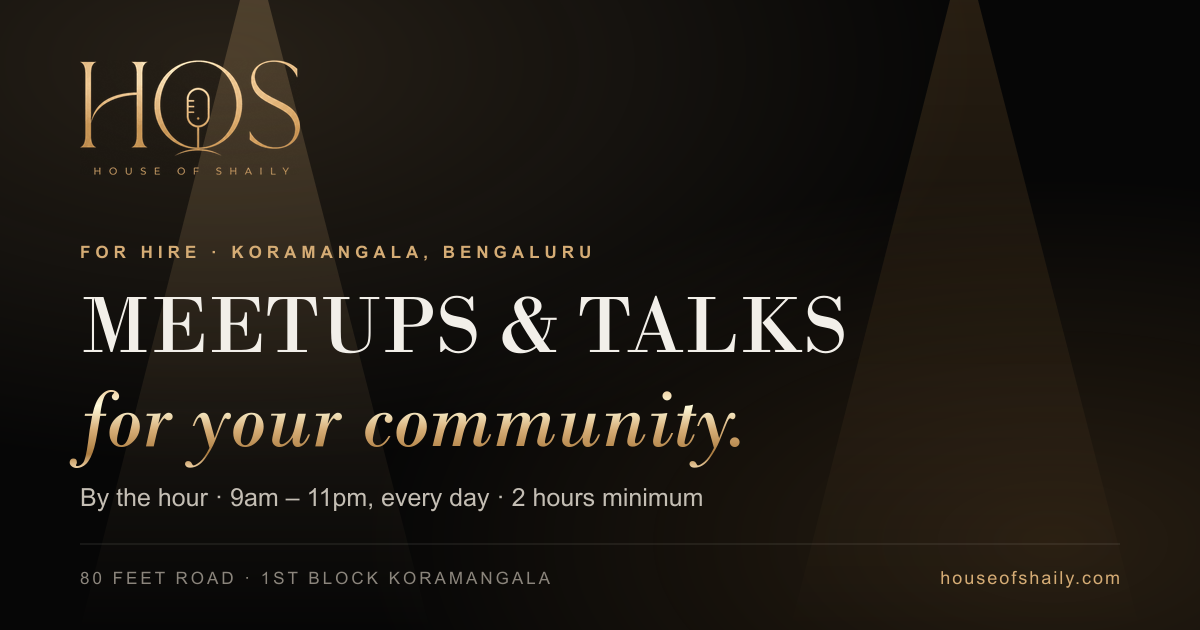 HOS
HOUSE OF SHAILY
FOR HIRE · KORAMANGALA, BENGALURU
MEETUPS & TALKS
for your community.
By the hour · 9am – 11pm, every day · 2 hours minimum
80 FEET ROAD · 1ST BLOCK KORAMANGALA
houseofshaily.com